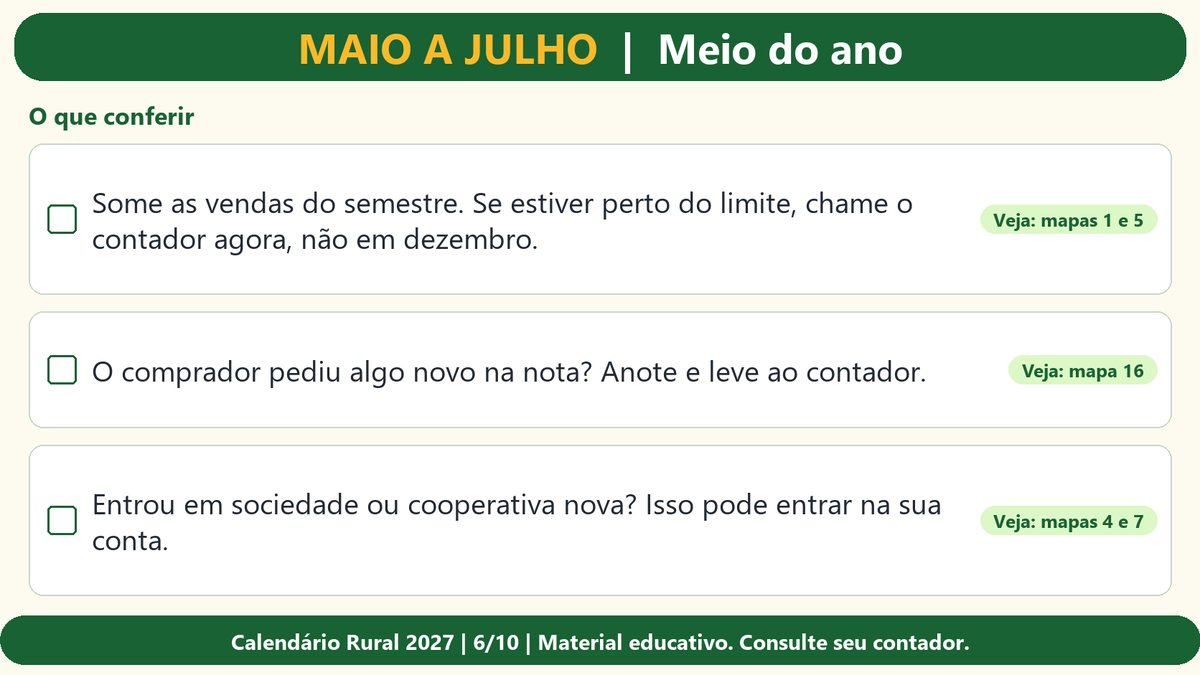 MAIO A JULHO | Meio do ano
O que conferir
Some as vendas do semestre. Se estiver perto do limite, chame o
contador agora, não em dezembro.
Veja: mapas 1 e 5
O comprador pediu algo novo na nota? Anote e leve ao contador.
Veja: mapa 16
Entrou em sociedade ou cooperativa nova? Isso pode entrar na sua
conta.
Veja: mapas 4 e 7
Calendário Rural 2027 | 6/10 | Material educativo. Consulte seu contador.